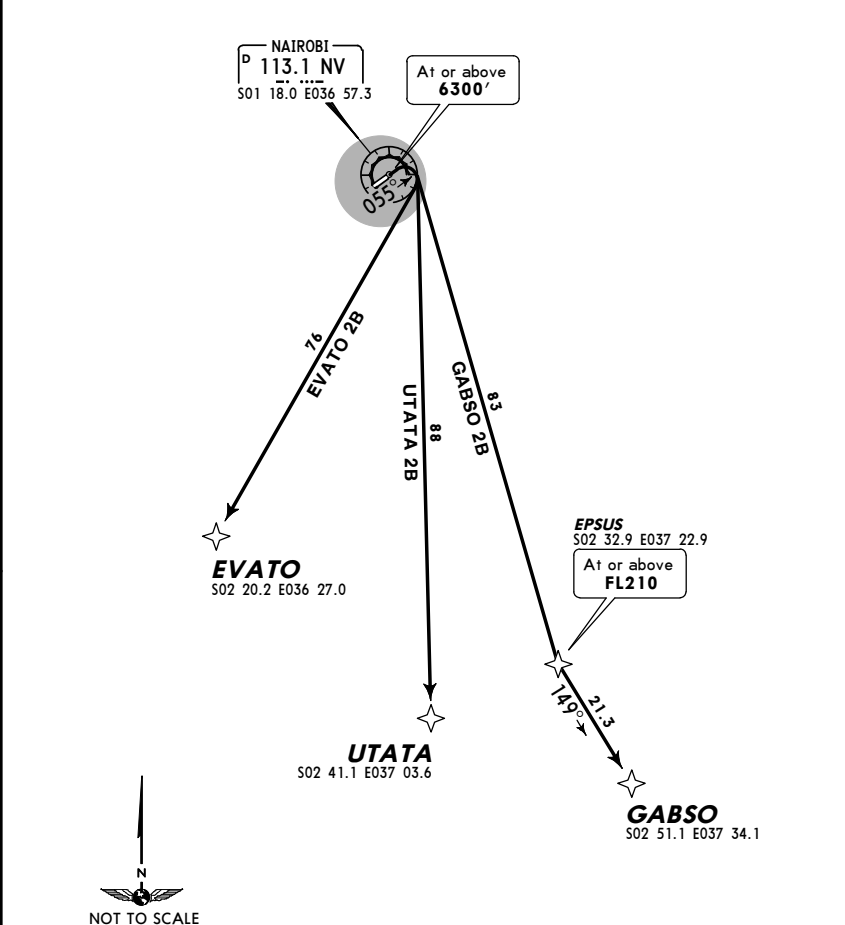 NAIROBI
D 113.1 NV
S01 18.0 E036 57.3
At or above
6300'
055°
76
EVATO 2B
UTATA 2B
88
GABSO 2B
83
EPSUS
S02 32.9 E037 22.9
At or above
FL210
EVATO
S02 20.2 E036 27.0
149°
21.3
UTATA
S02 41.1 E037 03.6
GABSO
S02 51.1 E037 34.1
N
NOT TO SCALE